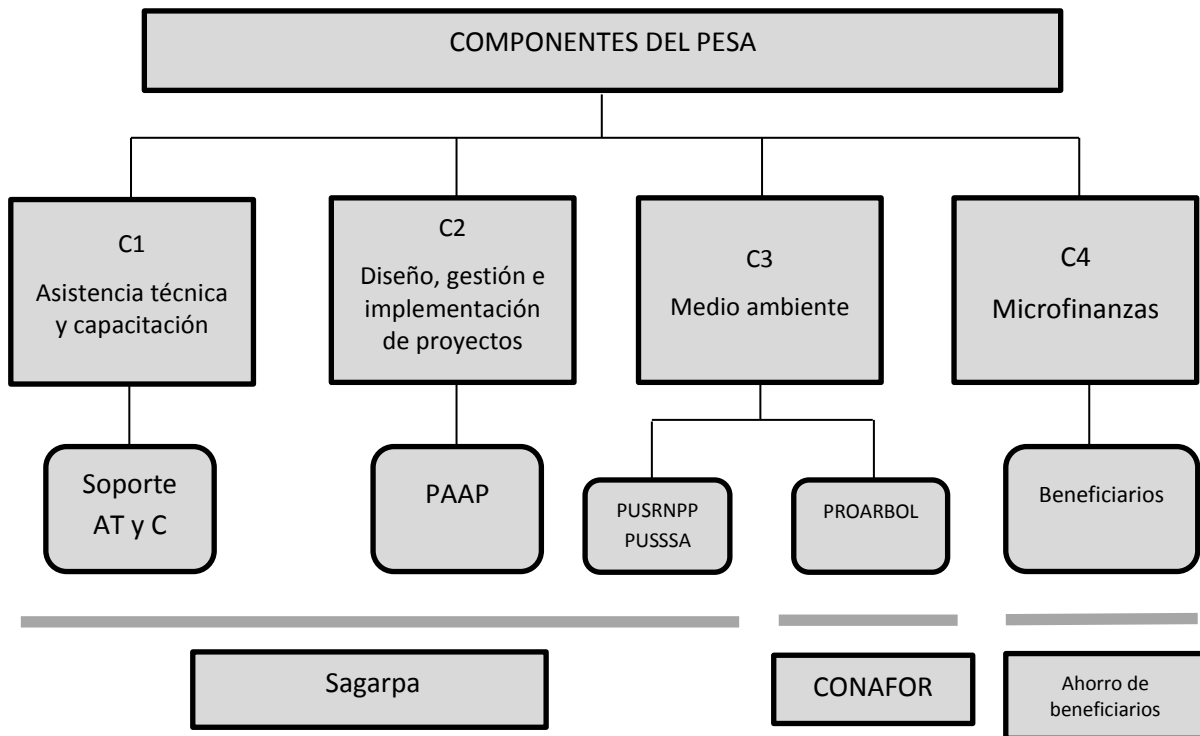 COMPONENTES DEL PESA
C1
Asistencia técnica
y capacitación
C2
Diseño, gestión e
implementación
de proyectos
C3
Medio ambiente
C4
Microfinanzas
Soporte
AT y C
PAAP
PUSRNPP
PUSSSA
PROARBOL
Beneficiarios
Sagarpa
CONAFOR
Ahorro de
beneficiarios